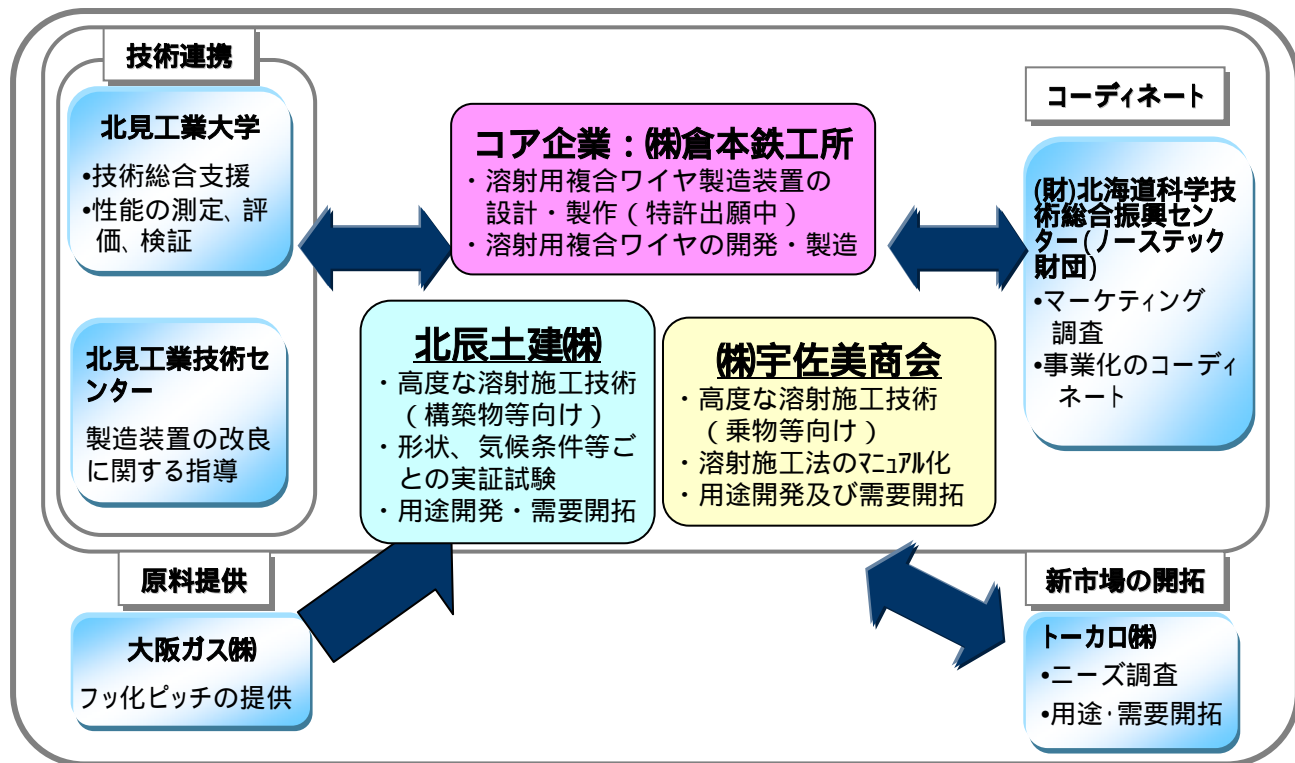 技術連携
北見工業大学
•技術総合支援
•性能の測定、評
価、検証
北見工業技術セ
ンター
製造装置の改良
に関する指導
コア企業：㈱倉本鉄工所
・溶射用複合ワイヤ製造装置の
設計・製作（特許出願中）
・溶射用複合ワイヤの開発・製造
北辰土建㈱
・高度な溶射施工技術
（構築物等向け）
・形状、気候条件等ご
との実証試験
・用途開発・需要開拓
㈱宇佐美商会
・高度な溶射施工技術
（乗物等向け）
・溶射施工法のﾏﾆｭｱﾙ化
・用途開発及び需要開拓
コーディネート
(財)北海道科学技
術総合振興セン
ター(ノーステック
財団)
•マーケティング
調査
•事業化のコーディ
ネート
原料提供
大阪ガス㈱
フッ化ピッチの提供
新市場の開拓
トーカロ㈱
•ニーズ調査
•用途・需要開拓